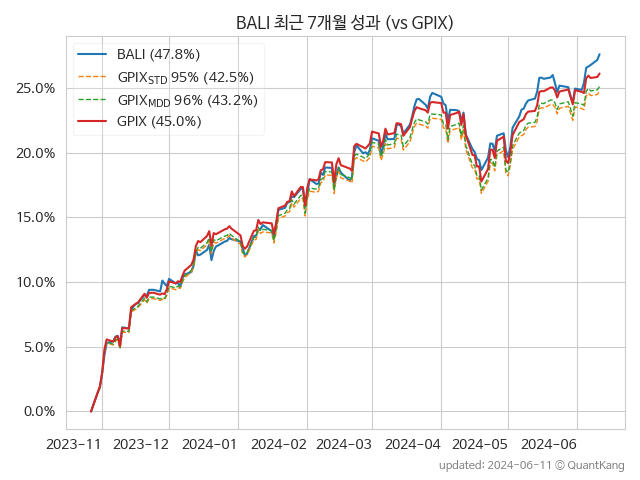 BALI 최근 7개월 성과 (vs GPIX)
BALI (47.8%)
GPIXSTD 95% (42.5%)
GPIXMDD 96% (43.2%)
GPIX (45.0%)
25.0%
20.0%
15.0%
10.0%
5.0%
0.0%
2023-11 2023-12 2024-01 2024-02 2024-03 2024-04 2024-05 2024-06
updated: 2024-06-11 © QuantKang